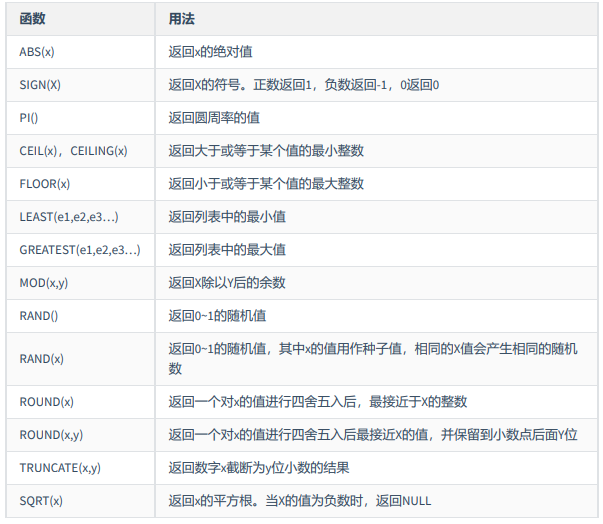 函数 用法
ABS(x) 返回x的绝对值
SIGN(X) 返回X的符号。正数返回1，负数返回-1，0返回0
PI() 返回圆周率的值
CEIL(x)，CEILING(x) 返回大于或等于某个值的最小整数
FLOOR(x) 返回小于或等于某个值的最大整数
LEAST(e1,e2,e3…) 返回列表中的最小值
GREATEST(e1,e2,e3…) 返回列表中的最大值
MOD(x,y) 返回X除以Y后的余数
RAND() 返回0~1的随机值
RAND(x) 返回0~1的随机值，其中x的值用作种子值，相同的X值会产生相同的随机
数
ROUND(x) 返回一个对x的值进行四舍五入后，最接近于X的整数
ROUND(x,y) 返回一个对x的值进行四舍五入后最接近X的值，并保留到小数点后面Y位
TRUNCATE(x,y) 返回数字x截断为y位小数的结果
SQRT(x) 返回x的平方根。当X的值为负数时，返回NULL